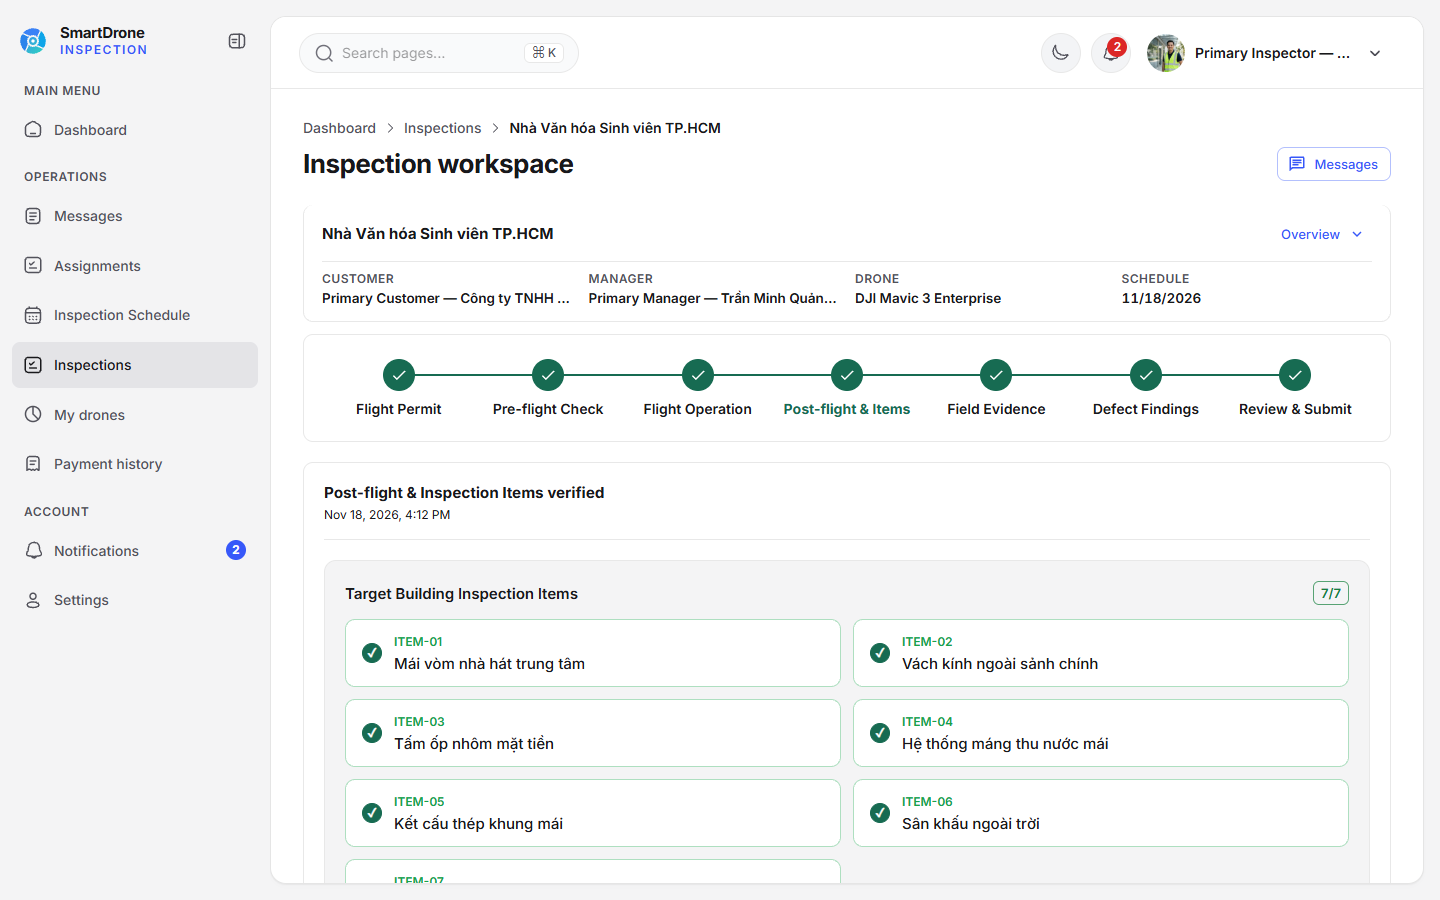 SmartDrone
INSPECTION
MAIN MENU
Dashboard
OPERATIONS
Messages
Assignments
Inspection Schedule
Inspections
My drones
Payment history
ACCOUNT
Notifications
2
Settings
Search pages...
⌘ K
2
Primary Inspector — ...
Dashboard > Inspections > Nhà Văn hóa Sinh viên TP.HCM
Inspection workspace
Messages
Nhà Văn hóa Sinh viên TP.HCM
Overview
CUSTOMER
Primary Customer — Công ty TNHH ...
MANAGER
Primary Manager — Trần Minh Quân...
DRONE
DJI Mavic 3 Enterprise
SCHEDULE
11/18/2026
Flight Permit
Pre-flight Check
Flight Operation
Post-flight & Items
Field Evidence
Defect Findings
Review & Submit
Post-flight & Inspection Items verified
Nov 18, 2026, 4:12 PM
Target Building Inspection Items
7/7
ITEM-01
Mái vòm nhà hát trung tâm
ITEM-02
Vách kính ngoài sảnh chính
ITEM-03
Tấm ốp nhôm mặt tiền
ITEM-04
Hệ thống máng thu nước mái
ITEM-05
Kết cấu thép khung mái
ITEM-06
Sân khấu ngoài trời
ITEM-07